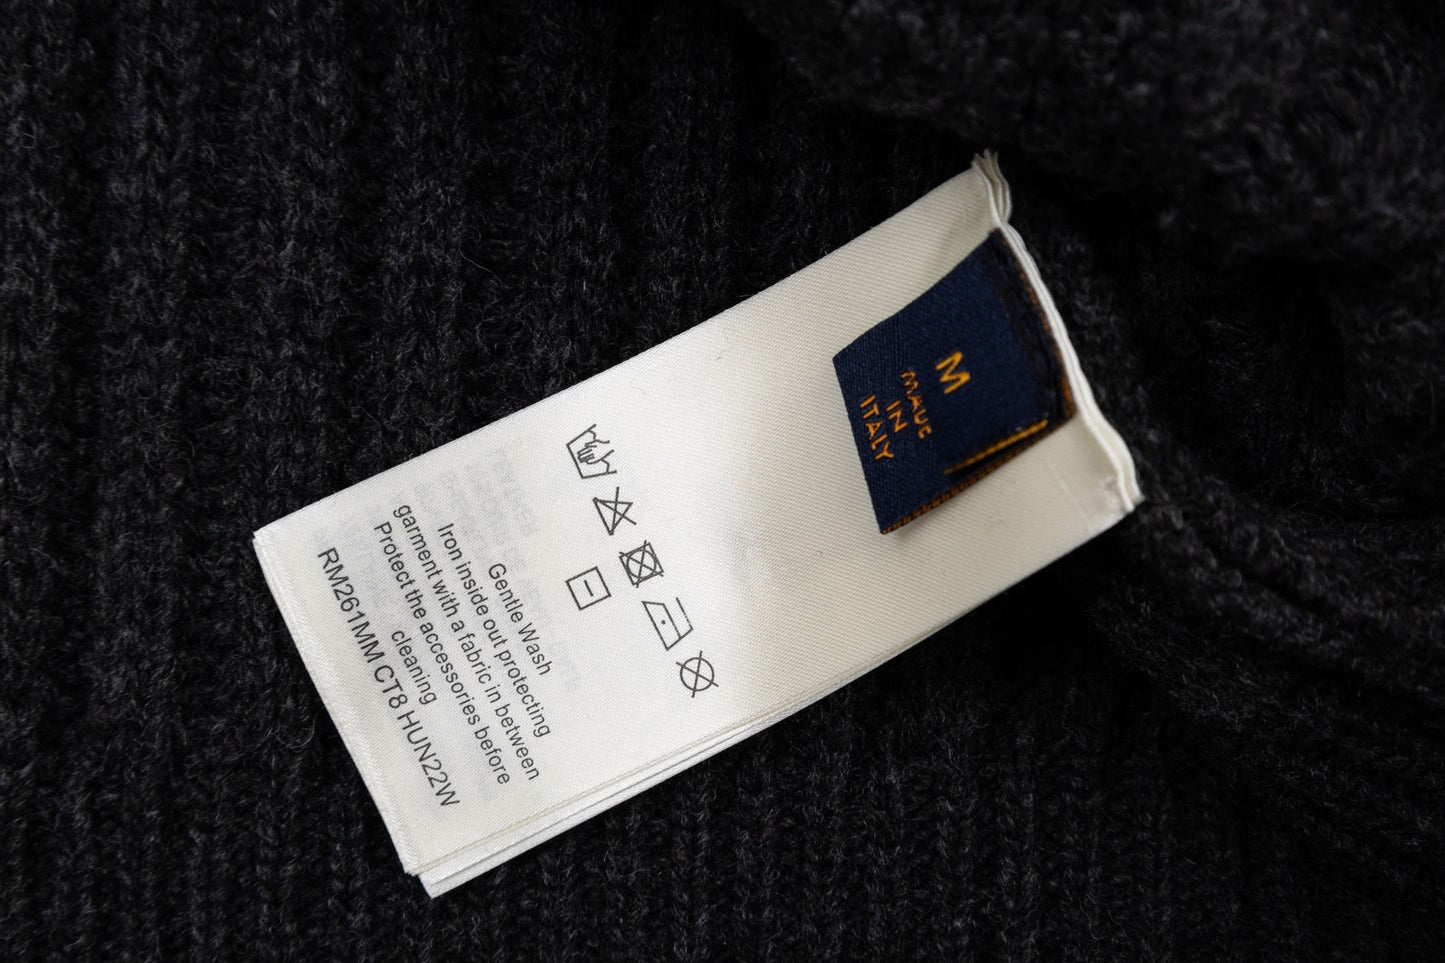 M
MADE
IN
ITALY
Gentle Wash
Iron inside out protecting
garment with a fabric in between
Protect the accessories before
cleaning
RM261MM CT8 HUN22W